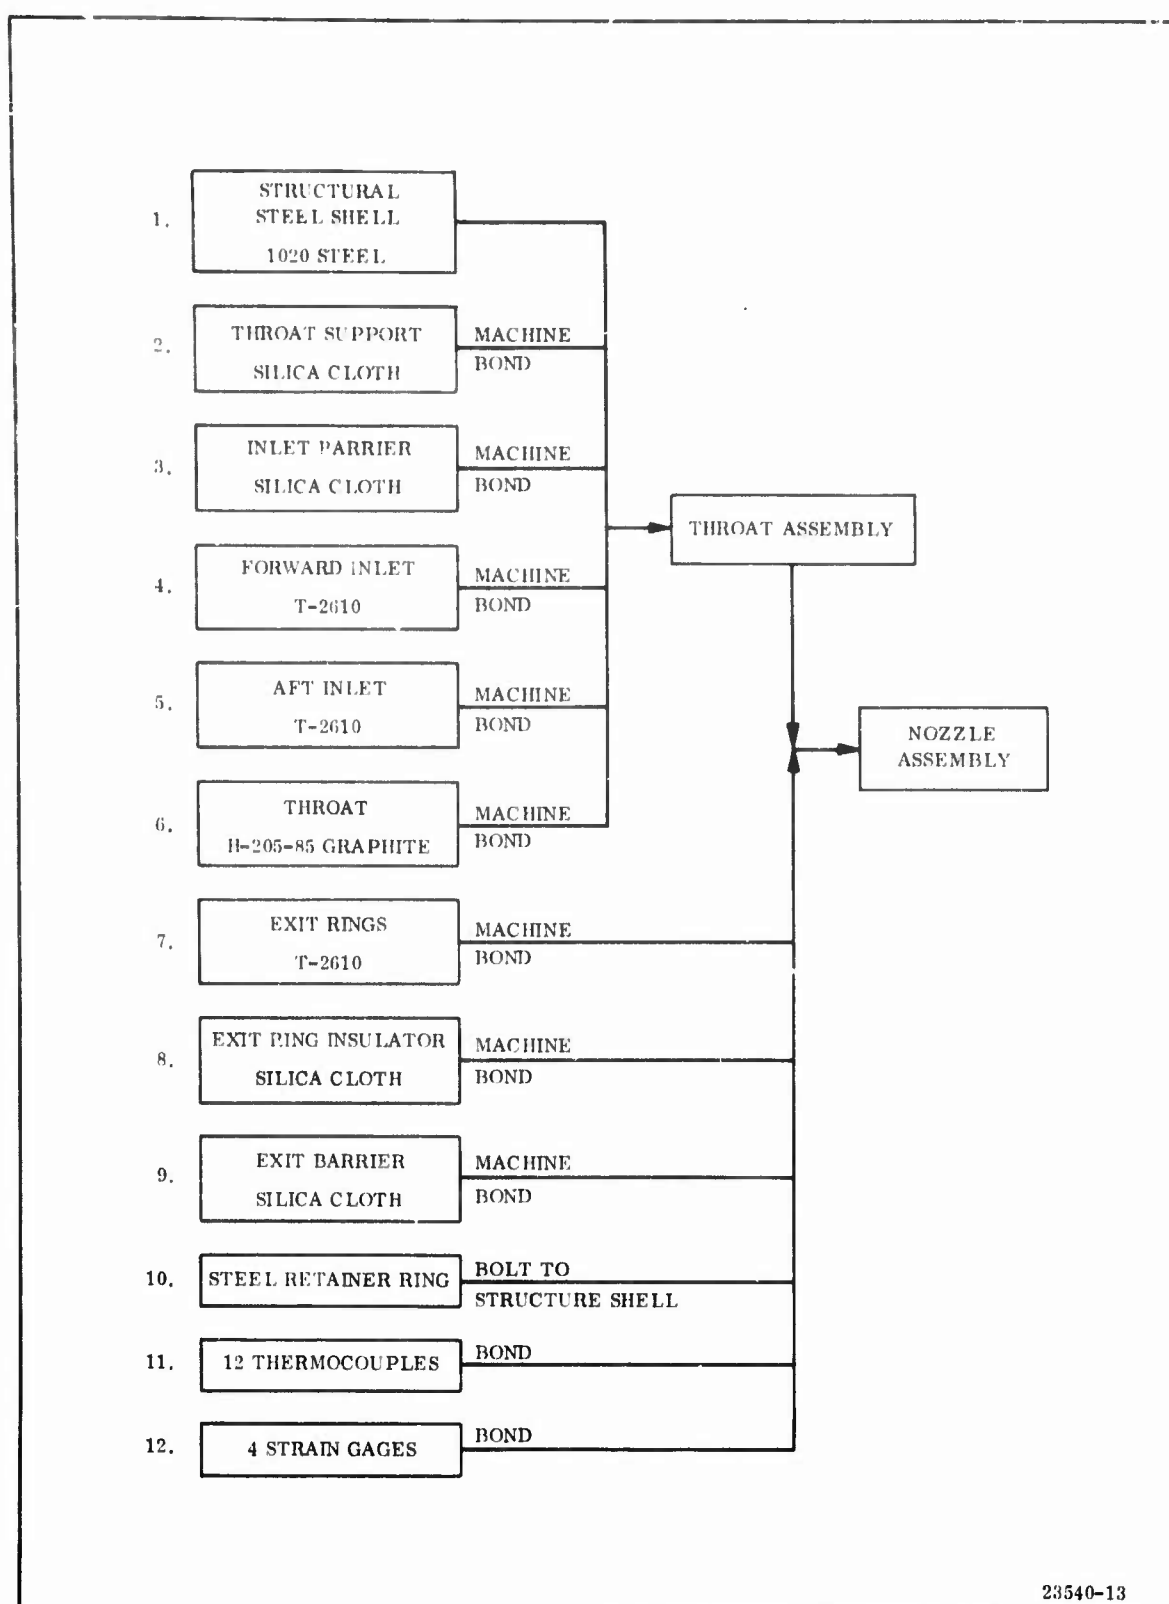 1.
STRUCTURAL
STEEL SHELL
1020 STEEL
2.
THROAT SUPPORT
SILICA CLOTH
MACHINE
BOND
3.
INLET BARRIER
SILICA CLOTH
MACHINE
BOND
4.
FORWARD INLET
T-2610
MACHINE
BOND
THROAT ASSEMBLY
5.
AFT INLET
T-2610
MACHINE
BOND
NOZZLE
ASSEMBLY
6.
THROAT
H-205-85 GRAPHITE
MACHINE
BOND
7.
EXIT RINGS
T-2610
MACHINE
BOND
8.
EXIT RING INSULATOR
SILICA CLOTH
MACHINE
BOND
9.
EXIT BARRIER
SILICA CLOTH
MACHINE
BOND
10.
STEEL RETAINER RING
BOLT TO
STRUCTURE SHELL
11.
12 THERMOCOUPLES
BOND
12.
4 STRAIN GAGES
BOND
23540-13